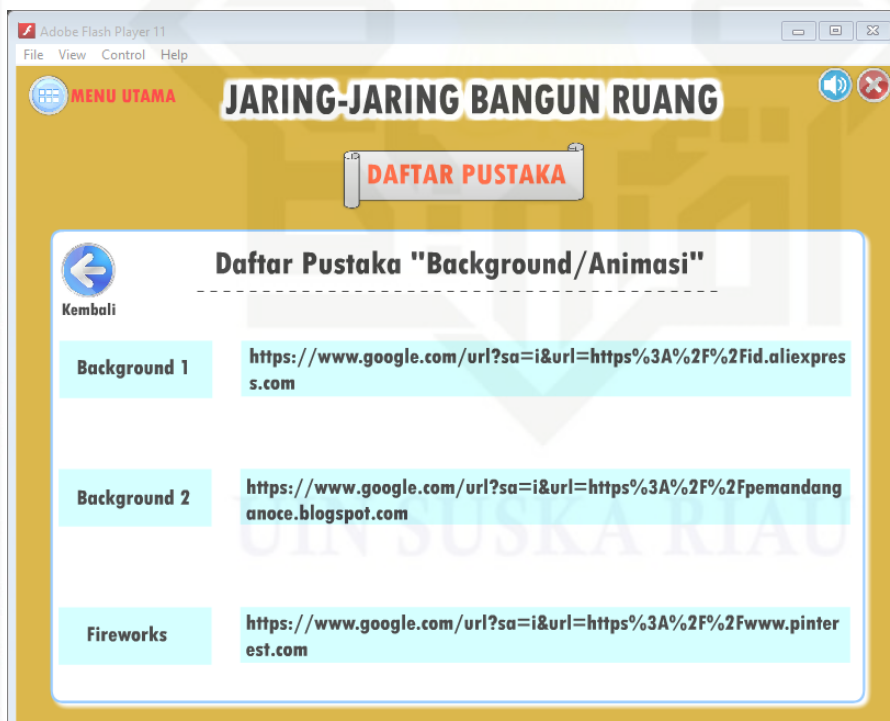 Adobe Flash Player 11
File View Control Help
MENU UTAMA
JARING-JARING BANGUN RUANG
DAFTAR PUSTAKA
Daftar Pustaka "Background/Animasi"
Kembali
Background 1
https://www.google.com/url?sa=i&url=https%3A%2F%2Fid.aliexpres
s.com
Background 2
https://www.google.com/url?sa=i&url=https%3A%2F%2Fpemandang
anoce.blogspot.com
UIN SUSKA RIAU
Fireworks
https://www.google.com/url?sa=i&url=https%3A%2F%2Fwww.pinter
est.com